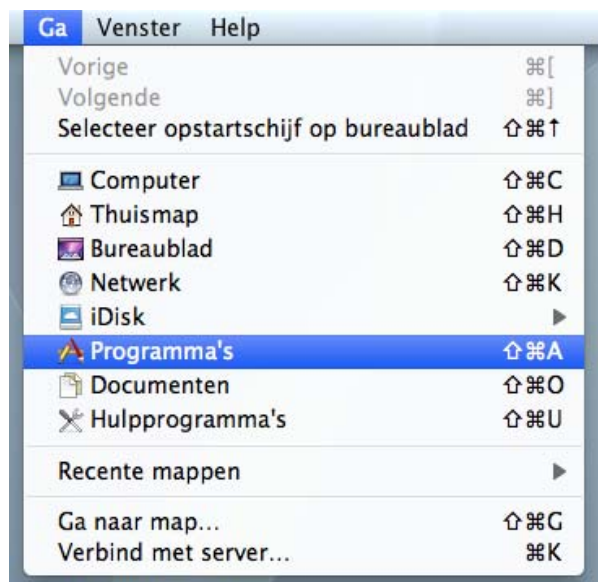 Ga Venster Help
Vorige ⌘[
Volgende ⌘]
Selecteer opstartschijf op bureaublad ⇧⌘↑
Computer ⇧⌘C
Thuismap ⇧⌘H
Bureaublad ⇧⌘D
Netwerk ⇧⌘K
iDisk ▶
Programma's ⇧⌘A
Documenten ⇧⌘O
Hulpprogramma's ⇧⌘U
Recente mappen ▶
Ga naar map... ⇧⌘G
Verbind met server... ⌘K